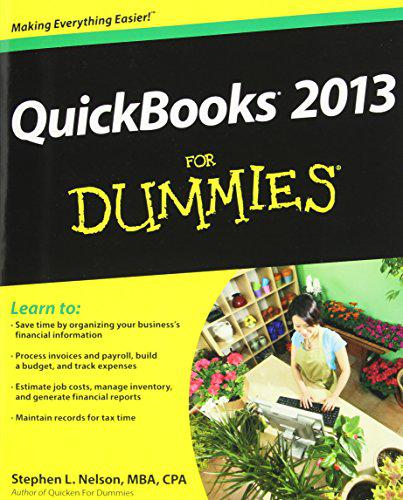 Making Everything Easier!™
QuickBooks® 2013
FOR
DUMMIES®
Learn to:
• Save time by organizing your business's
financial information
• Process invoices and payroll, build
a budget, and track expenses
• Estimate job costs, manage inventory,
and generate financial reports
• Maintain records for tax time
Stephen L. Nelson, MBA, CPA
Author of Quicken For Dummies